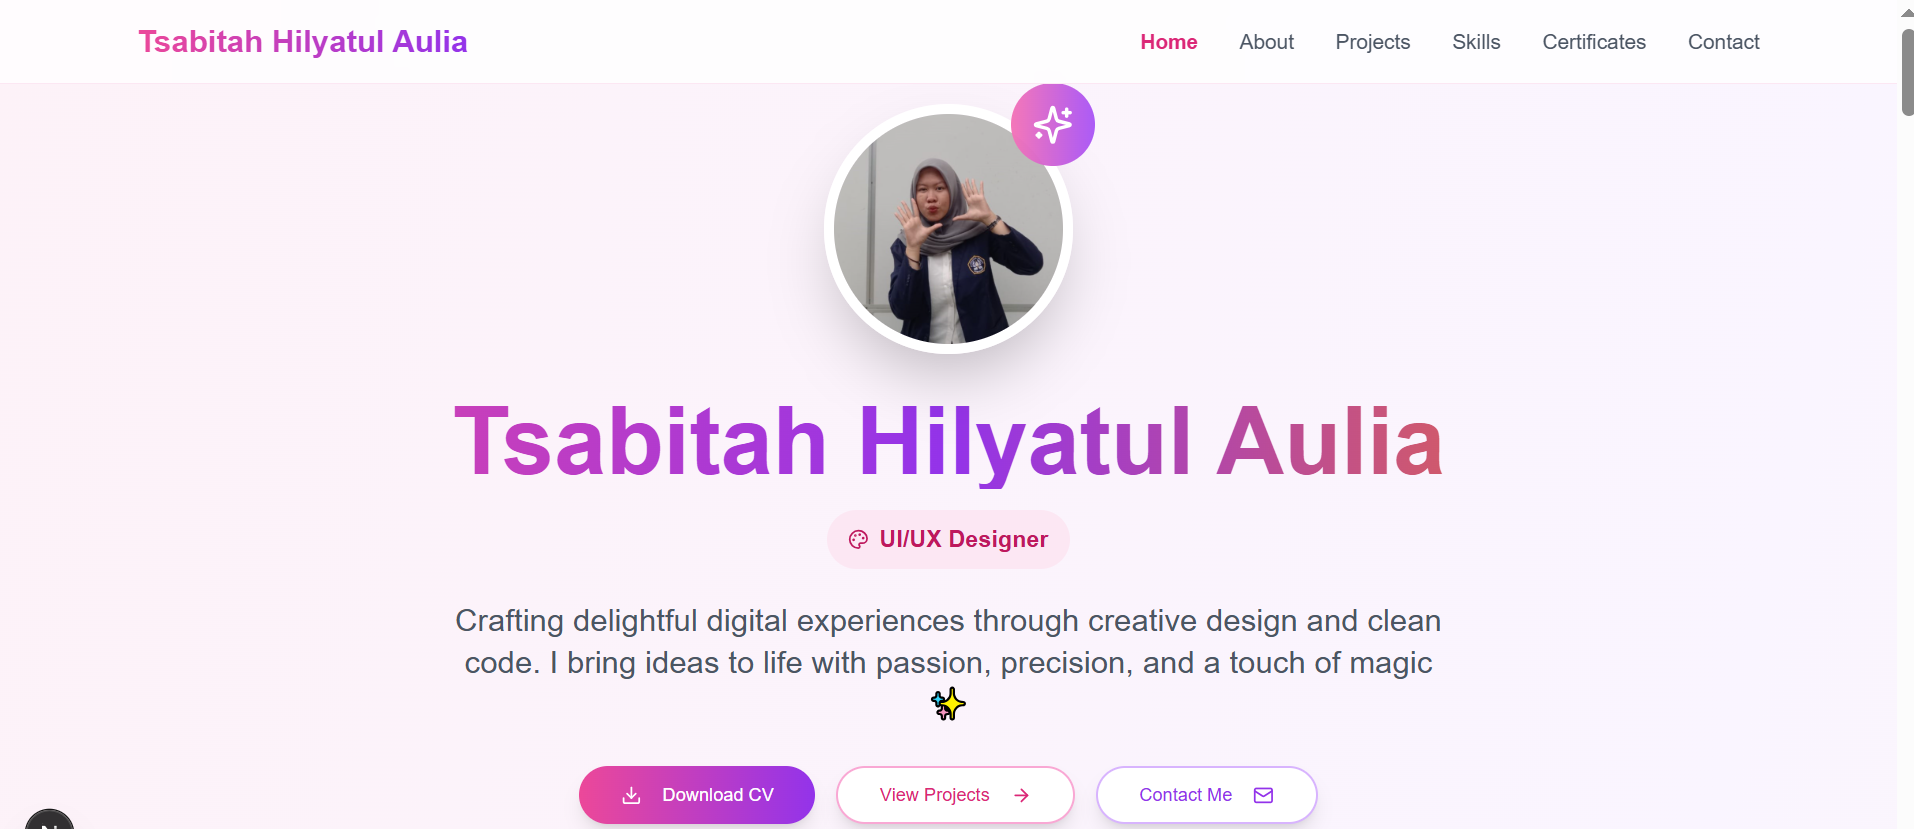 Tsabitah Hilyatul Aulia
Home About Projects Skills Certificates Contact
Tsabitah Hilyatul Aulia
UI/UX Designer
Crafting delightful digital experiences through creative design and clean
code. I bring ideas to life with passion, precision, and a touch of magic
✨
Download CV
View Projects
Contact Me